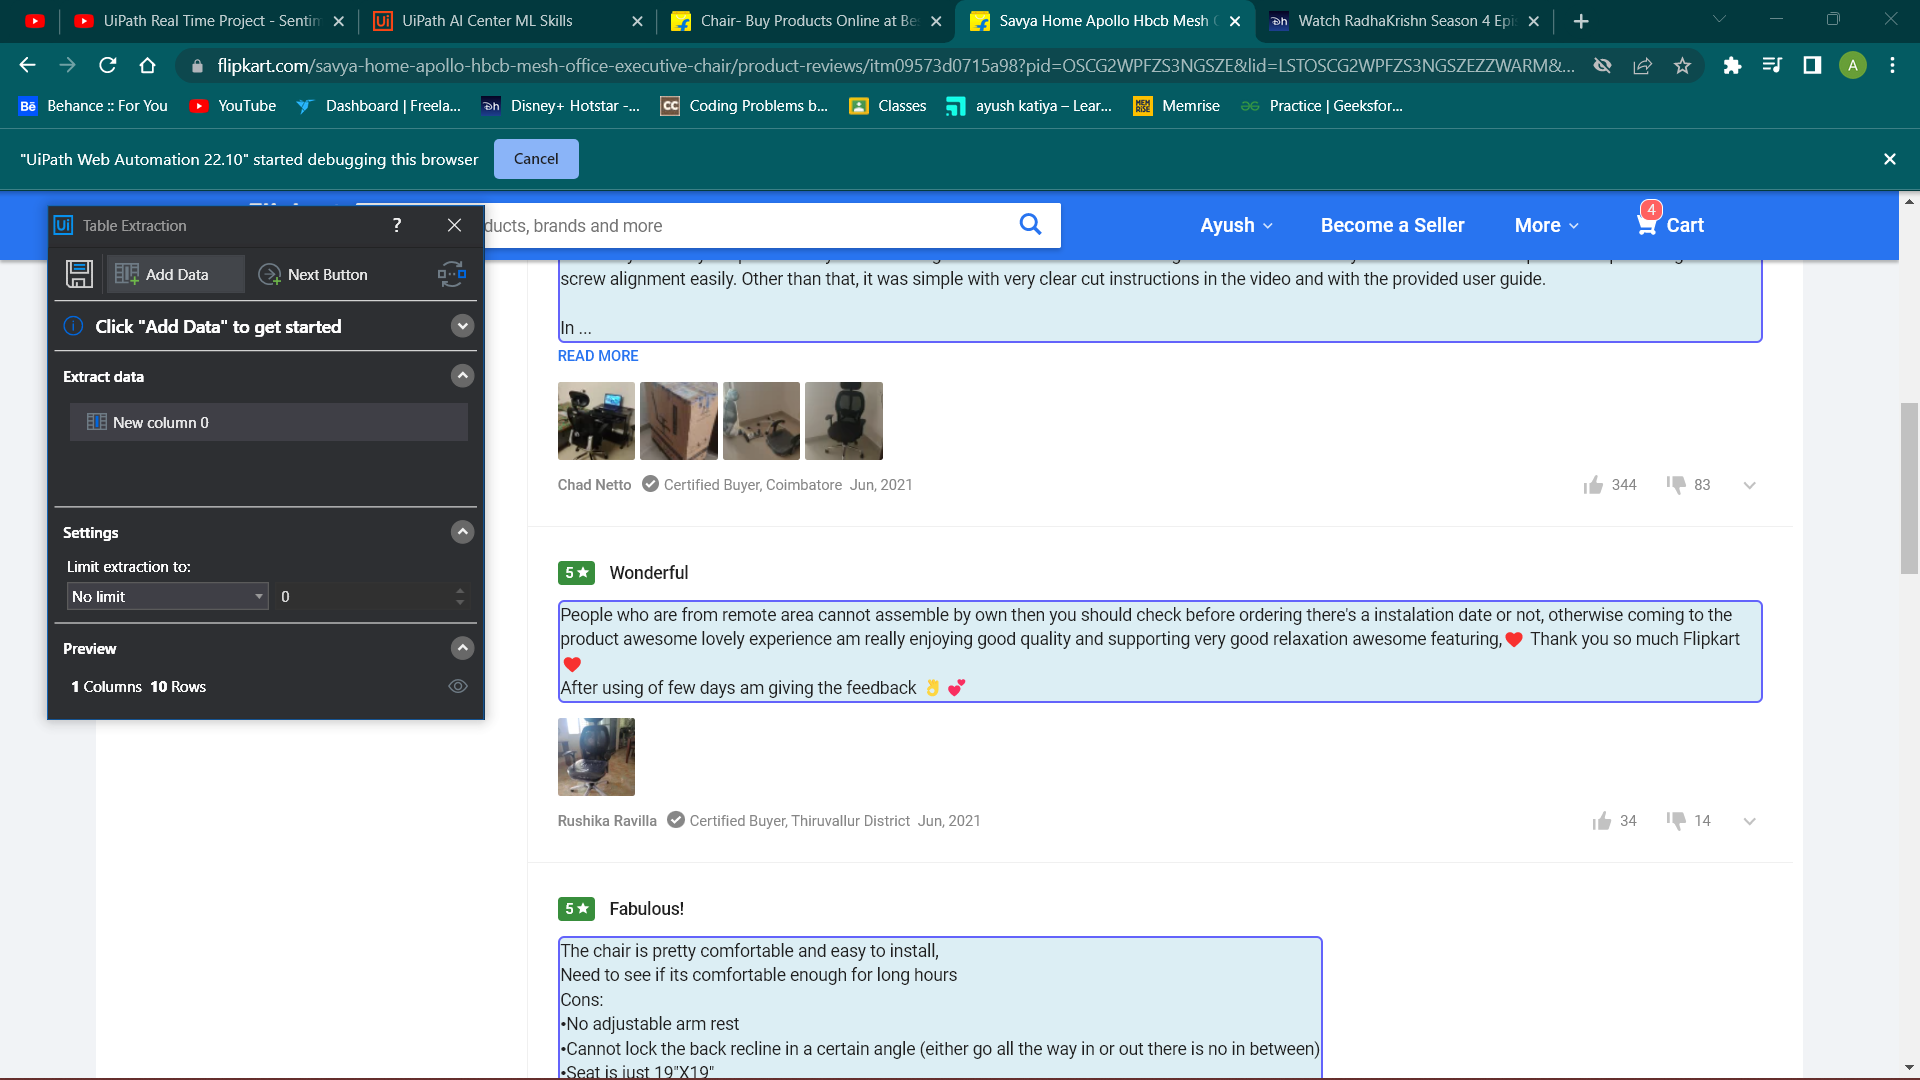 UiPath Real Time Project - Sentim
UiPath AI Center ML Skills
Chair- Buy Products Online at Be
Savya Home Apollo Hbcb Mesh
Watch RadhaKrishn Season 4 Epi
flipkart.com/savya-home-apollo-hbcb-mesh-office-executive-chair/product-reviews/itm09573d0715a98?pid=OSCG2WPFZS3NGSZE&lid=LSTOSCG2WPFZS3NGSZEZZWARM&...
A
Bē Behance :: For You
YouTube
Dashboard | Freela...
Disney+ Hotstar -...
CC Coding Problems b...
Classes
ayush katiya – Lear...
MEM RISE Memrise
Practice | Geeksfor...
"UiPath Web Automation 22.10" started debugging this browser
Cancel
Ui Table Extraction
?
Add Data
Next Button
Click "Add Data" to get started
Extract data
New column 0
Settings
Limit extraction to:
No limit
0
Preview
1 Columns 10 Rows
ducts, brands and more
Ayush
Become a Seller
More
4
Cart
screw alignment easily. Other than that, it was simple with very clear cut instructions in the video and with the provided user guide.
In ...
READ MORE
Chad Netto Certified Buyer, Coimbatore Jun, 2021
344
83
5★ Wonderful
People who are from remote area cannot assemble by own then you should check before ordering there's a instalation date or not, otherwise coming to the
product awesome lovely experience am really enjoying good quality and supporting very good relaxation awesome featuring,❤️ Thank you so much Flipkart
❤️
After using of few days am giving the feedback 👌 💕
Rushika Ravilla Certified Buyer, Thiruvallur District Jun, 2021
34
14
5★ Fabulous!
The chair is pretty comfortable and easy to install,
Need to see if its comfortable enough for long hours
Cons:
•No adjustable arm rest
•Cannot lock the back recline in a certain angle (either go all the way in or out there is no in between)
•Seat is just 19"X19"